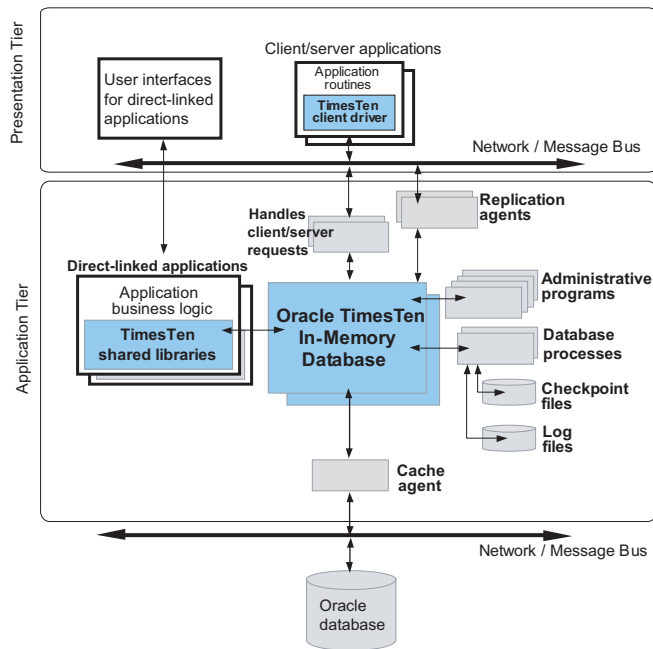 Presentation Tier
Client/server applications
User interfaces
for direct-linked
applications
Application
routines
TimesTen
client driver
Network / Message Bus
Application Tier
Handles
client/server
requests
Replication
agents
Direct-linked applications
Application
business logic
TimesTen
shared libraries
Oracle TimesTen
In-Memory
Database
Administrative
programs
Database
processes
Checkpoint
files
Log
files
Cache
agent
Network / Message Bus
Oracle
database